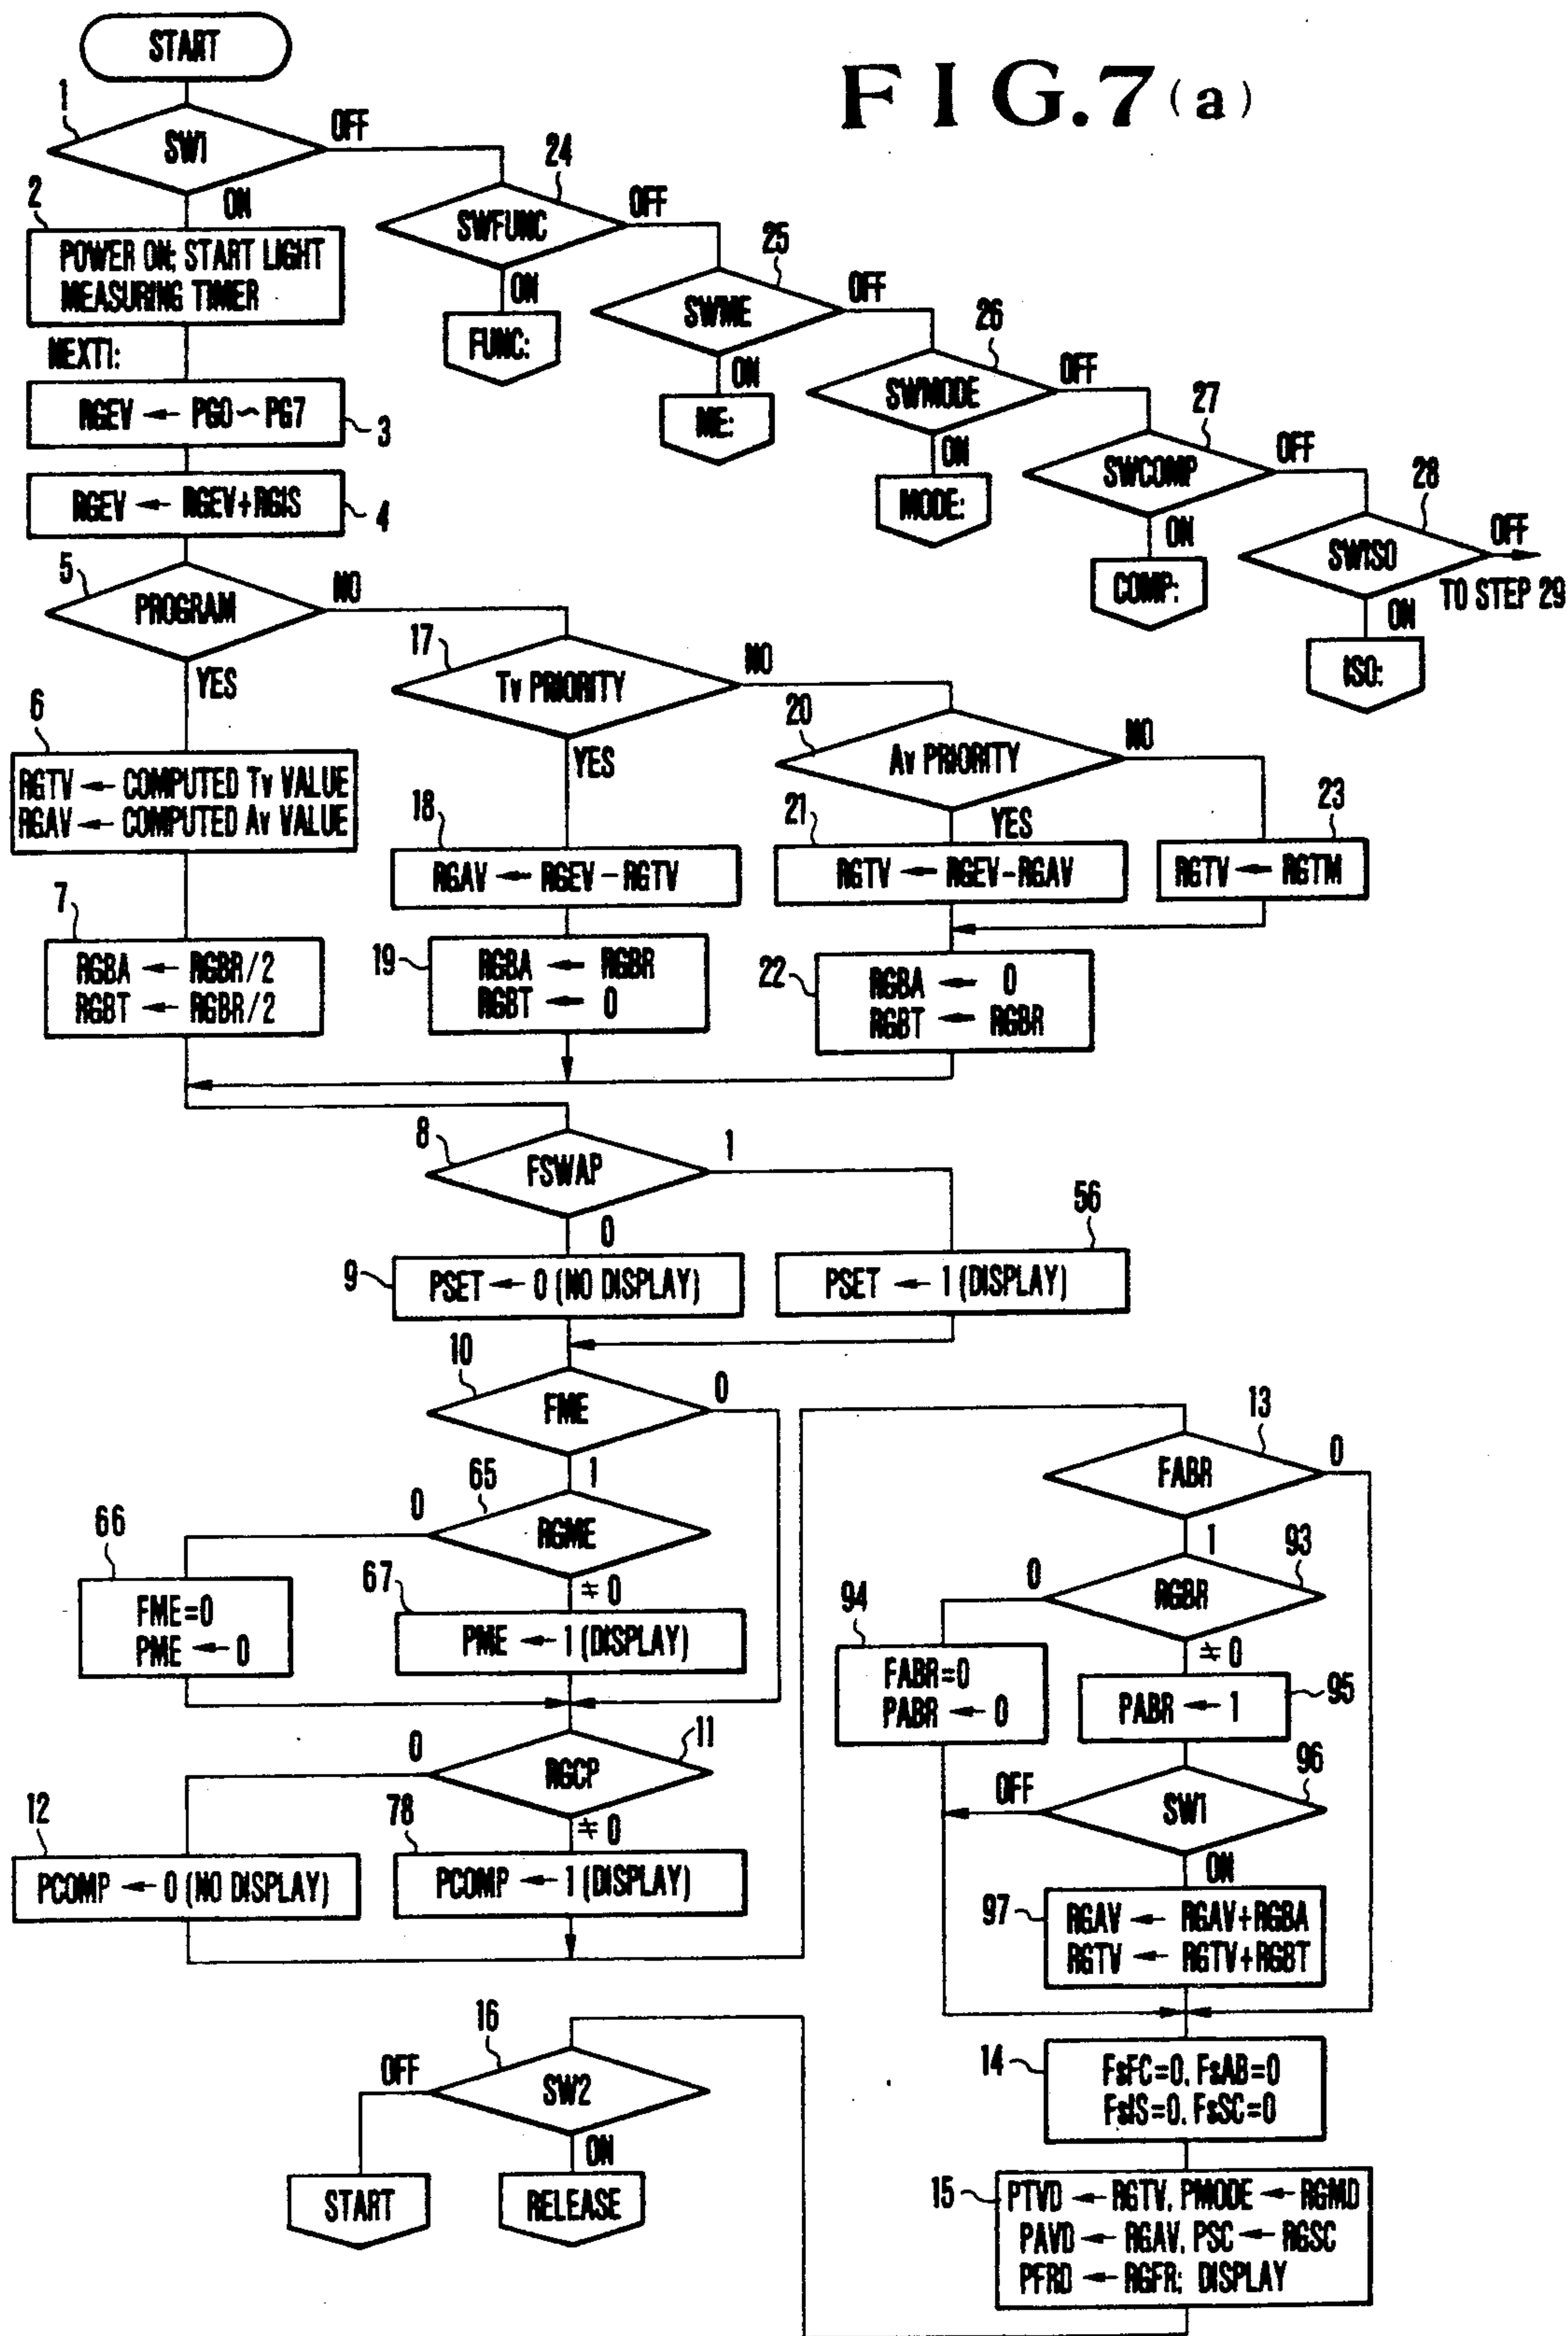 FIG.7(a)
START
1
SW1
OFF
ON
24
SWFUNC
OFF
ON
FUNC:
25
SWME
OFF
ON
ME:
26
SWMODE
OFF
ON
MODE:
27
SWCOMP
OFF
ON
COMP:
28
SWISO
OFF
TO STEP 29
ON
ISO:
2
POWER ON; START LIGHT
MEASURING TIMER
NEXT1:
RGEV ← PG0 ~ PG7
3
RGEV ← RGEV+RGIS
4
5
PROGRAM
NO
YES
17
Tv PRIORITY
NO
YES
20
Av PRIORITY
NO
YES
6
RGTV ← COMPUTED Tv VALUE
RGAV ← COMPUTED Av VALUE
18
RGAV ← RGEV - RGTV
21
RGTV ← RGEV-RGAV
23
RGTV ← RGTM
7
RGBA ← RGBR/2
RGBT ← RGBR/2
19
RGBA ← RGBR
RGBT ← 0
22
RGBA ← 0
RGBT ← RGBR
8
FSWAP
1
0
9
PSET ← 0 (NO DISPLAY)
56
PSET ← 1 (DISPLAY)
10
FME
0
1
65
RGME
0
≠ 0
66
FME=0
PME ← 0
67
PME ← 1 (DISPLAY)
11
RGCP
0
≠ 0
12
PCOMP ← 0 (NO DISPLAY)
78
PCOMP ← 1 (DISPLAY)
13
FABR
0
1
93
RGBR
0
≠ 0
94
FABR=0
PABR ← 0
95
PABR ← 1
96
SW1
OFF
ON
97
RGAV ← RGAV+RGBA
RGTV ← RGTV+RGBT
14
FsFC=0, FsAB=0
FsIS=0, FsSC=0
15
PTVD ← RGTV, PMODE ← RGMD
PAVD ← RGAV, PSC ← RGSC
PFRD ← RGFR; DISPLAY
16
SW2
OFF
ON
START
RELEASE